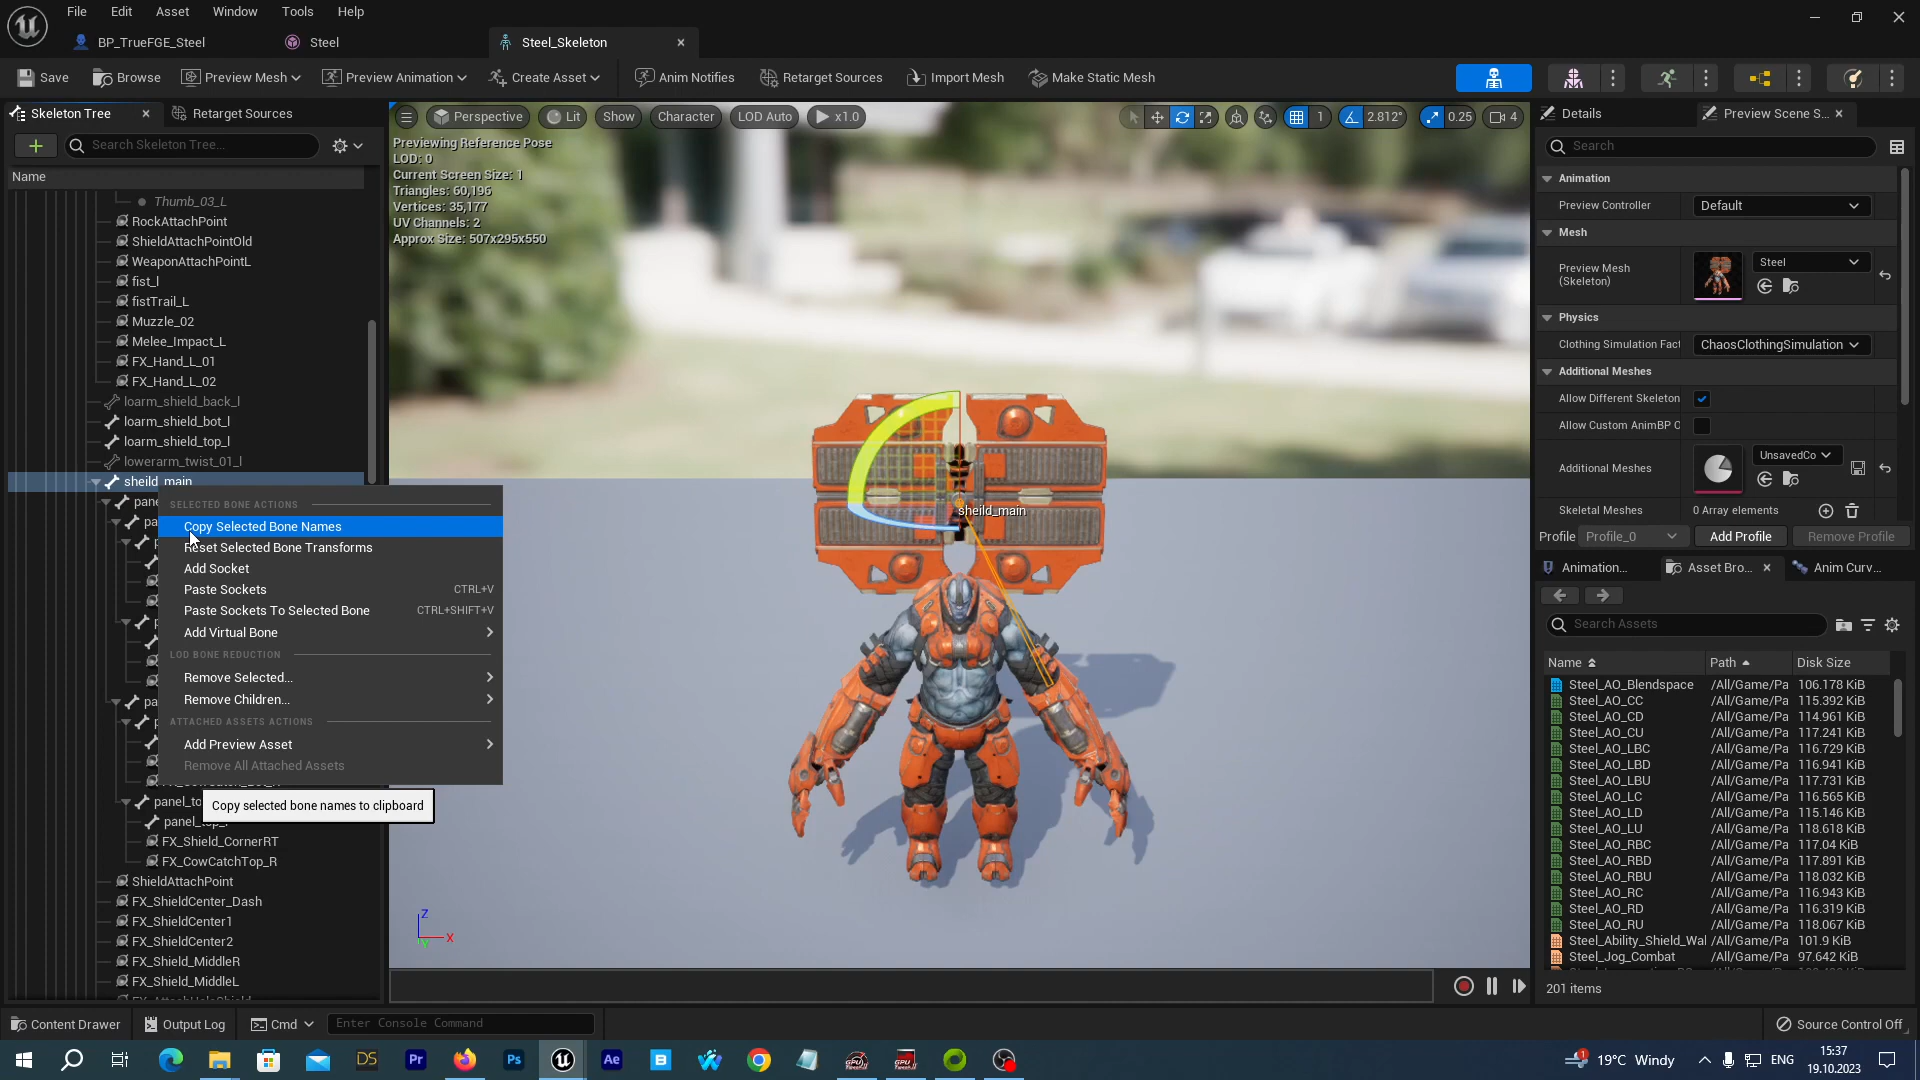 File Edit Asset Window Tools Help
BP_TrueFGE_Steel
Steel
Steel_Skeleton
Save Browse Preview Mesh Preview Animation Create Asset Anim Notifies Retarget Sources Import Mesh Make Static Mesh
Skeleton Tree
Retarget Sources
Search Skeleton Tree...
Name
Thumb_03_L
RockAttachPoint
ShieldAttachPointOld
WeaponAttachPointL
fist_l
fistTrail_L
Muzzle_02
Melee_Impact_L
FX_Hand_L_01
FX_Hand_L_02
loarm_shield_back_l
loarm_shield_bot_l
loarm_shield_top_l
lowerarm_twist_01_l
sheild_main
SELECTED BONE ACTIONS
Copy Selected Bone Names
Reset Selected Bone Transforms
Add Socket
Paste Sockets CTRL+V
Paste Sockets To Selected Bone CTRL+SHIFT+V
Add Virtual Bone
LOD BONE REDUCTION
Remove Selected...
Remove Children...
ATTACHED ASSETS ACTIONS
Add Preview Asset
Remove All Attached Assets
Copy selected bone names to clipboard
panel_to
FX_Shield_CornerRT
FX_CowCatchTop_R
ShieldAttachPoint
FX_ShieldCenter_Dash
FX_ShieldCenter1
FX_ShieldCenter2
FX_Shield_MiddleR
FX_Shield_MiddleL
Perspective Lit Show Character LOD Auto x1.0
1 2.812° 0.25 4
Previewing Reference Pose
LOD: 0
Current Screen Size: 1
Triangles: 60,196
Vertices: 35,177
UV Channels: 2
Approx Size: 507x295x550
sheild_main
Z
X
Y
Details
Preview Scene S...
Search
Animation
Preview Controller Default
Mesh
Preview Mesh (Skeleton) Steel
Physics
Clothing Simulation Fact ChaosClothingSimulation
Additional Meshes
Allow Different Skeleton
Allow Custom AnimBP O
Additional Meshes UnsavedCo
Skeletal Meshes 0 Array elements
Profile Profile_0 Add Profile Remove Profile
Animation...
Asset Bro...
Anim Curv...
Search Assets
Name Path Disk Size
Steel_AO_Blendspace /All/Game/Pa 106.178 KiB
Steel_AO_CC /All/Game/Pa 115.392 KiB
Steel_AO_CD /All/Game/Pa 114.961 KiB
Steel_AO_CU /All/Game/Pa 117.241 KiB
Steel_AO_LBC /All/Game/Pa 116.729 KiB
Steel_AO_LBD /All/Game/Pa 116.941 KiB
Steel_AO_LBU /All/Game/Pa 117.731 KiB
Steel_AO_LC /All/Game/Pa 116.565 KiB
Steel_AO_LD /All/Game/Pa 115.146 KiB
Steel_AO_LU /All/Game/Pa 118.618 KiB
Steel_AO_RBC /All/Game/Pa 117.04 KiB
Steel_AO_RBD /All/Game/Pa 117.891 KiB
Steel_AO_RBU /All/Game/Pa 118.032 KiB
Steel_AO_RC /All/Game/Pa 116.943 KiB
Steel_AO_RD /All/Game/Pa 116.319 KiB
Steel_AO_RU /All/Game/Pa 118.067 KiB
Steel_Ability_Shield_Wal /All/Game/Pa 101.9 KiB
Steel_Jog_Combat /All/Game/Pa 97.642 KiB
201 items
Content Drawer Output Log Cmd Enter Console Command
Source Control Off
DS Pr Ps Ae
19°C Windy ENG
15:37
19.10.2023